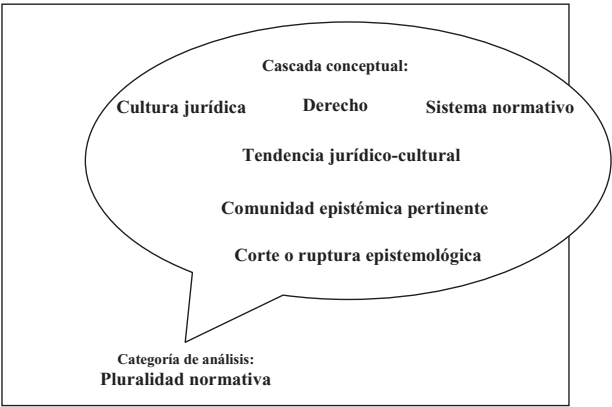 Cascada conceptual:
Cultura jurídica Derecho Sistema normativo
Tendencia jurídico-cultural
Comunidad epistémica pertinente
Corte o ruptura epistemológica
Categoría de análisis:
Pluralidad normativa